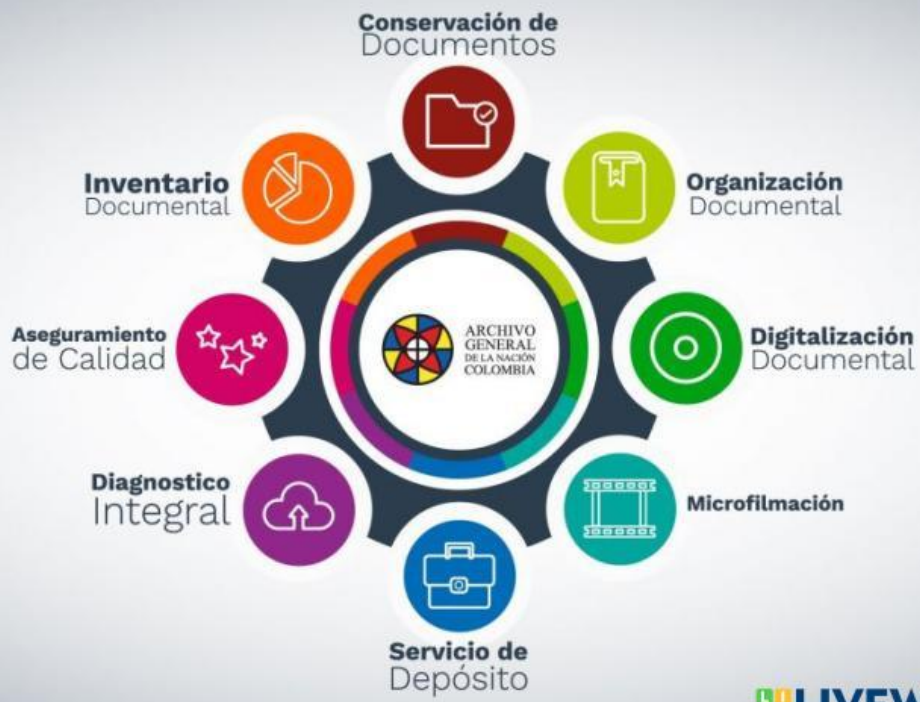 Conservación de
Documentos
Inventario
Documental
Organización
Documental
Aseguramiento
de Calidad
ARCHIVO
GENERAL
DE LA NACIÓN
COLOMBIA
Digitalización
Documental
Diagnostico
Integral
Microfilmación
Servicio de
Depósito